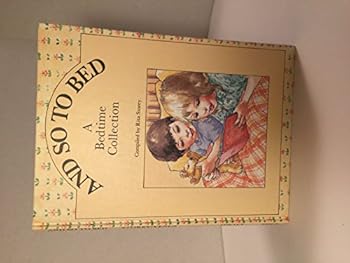 AND SO TO BED
A
Bedtime
Collection
Compiled by Rita Storey